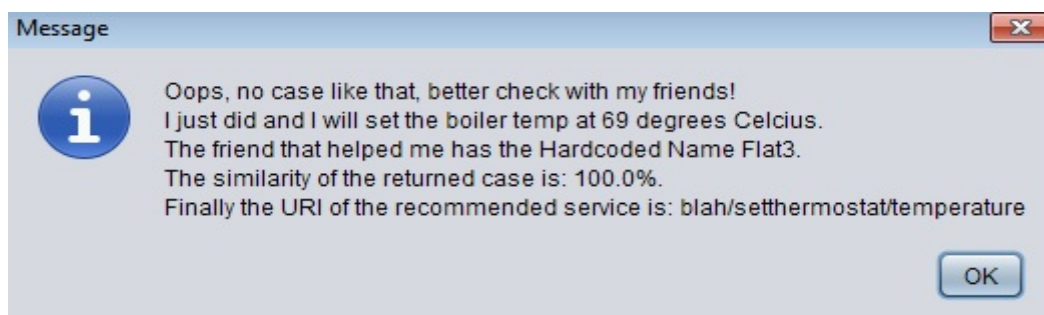 Message
Oops, no case like that, better check with my friends!
I just did and I will set the boiler temp at 69 degrees Celcius.
The friend that helped me has the Hardcoded Name Flat3.
The similarity of the returned case is: 100.0%.
Finally the URI of the recommended service is: blah/setthermostat/temperature
OK